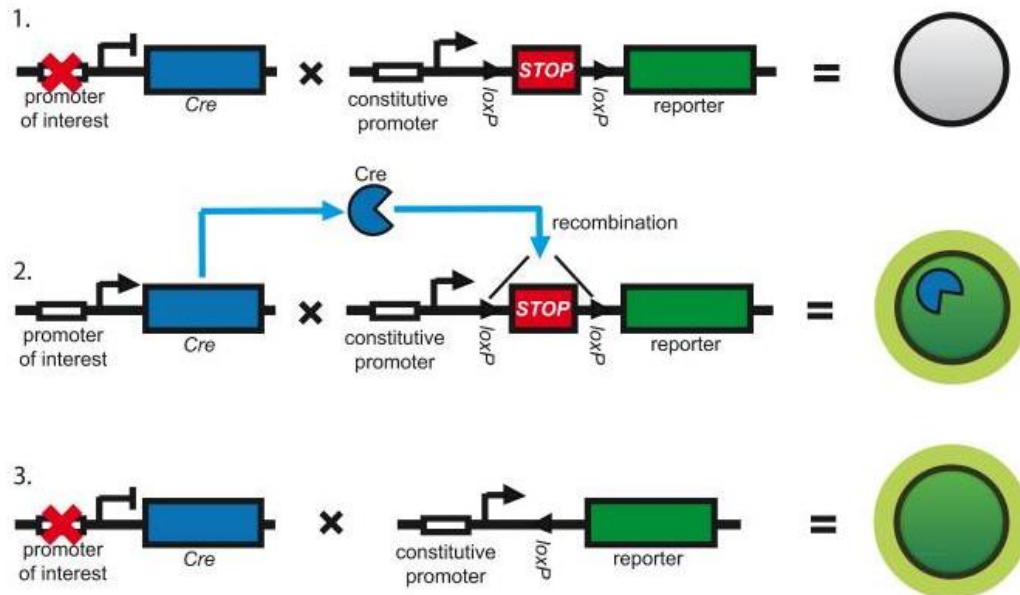 1.
STOP
promoter
of interest
Cre
constitutive
promoter
loxP
loxP
reporter
=
Cre
recombination
2.
STOP
promoter
of interest
Cre
constitutive
promoter
loxP
loxP
reporter
=
3.
promoter
of interest
Cre
constitutive
promoter
loxP
reporter
=